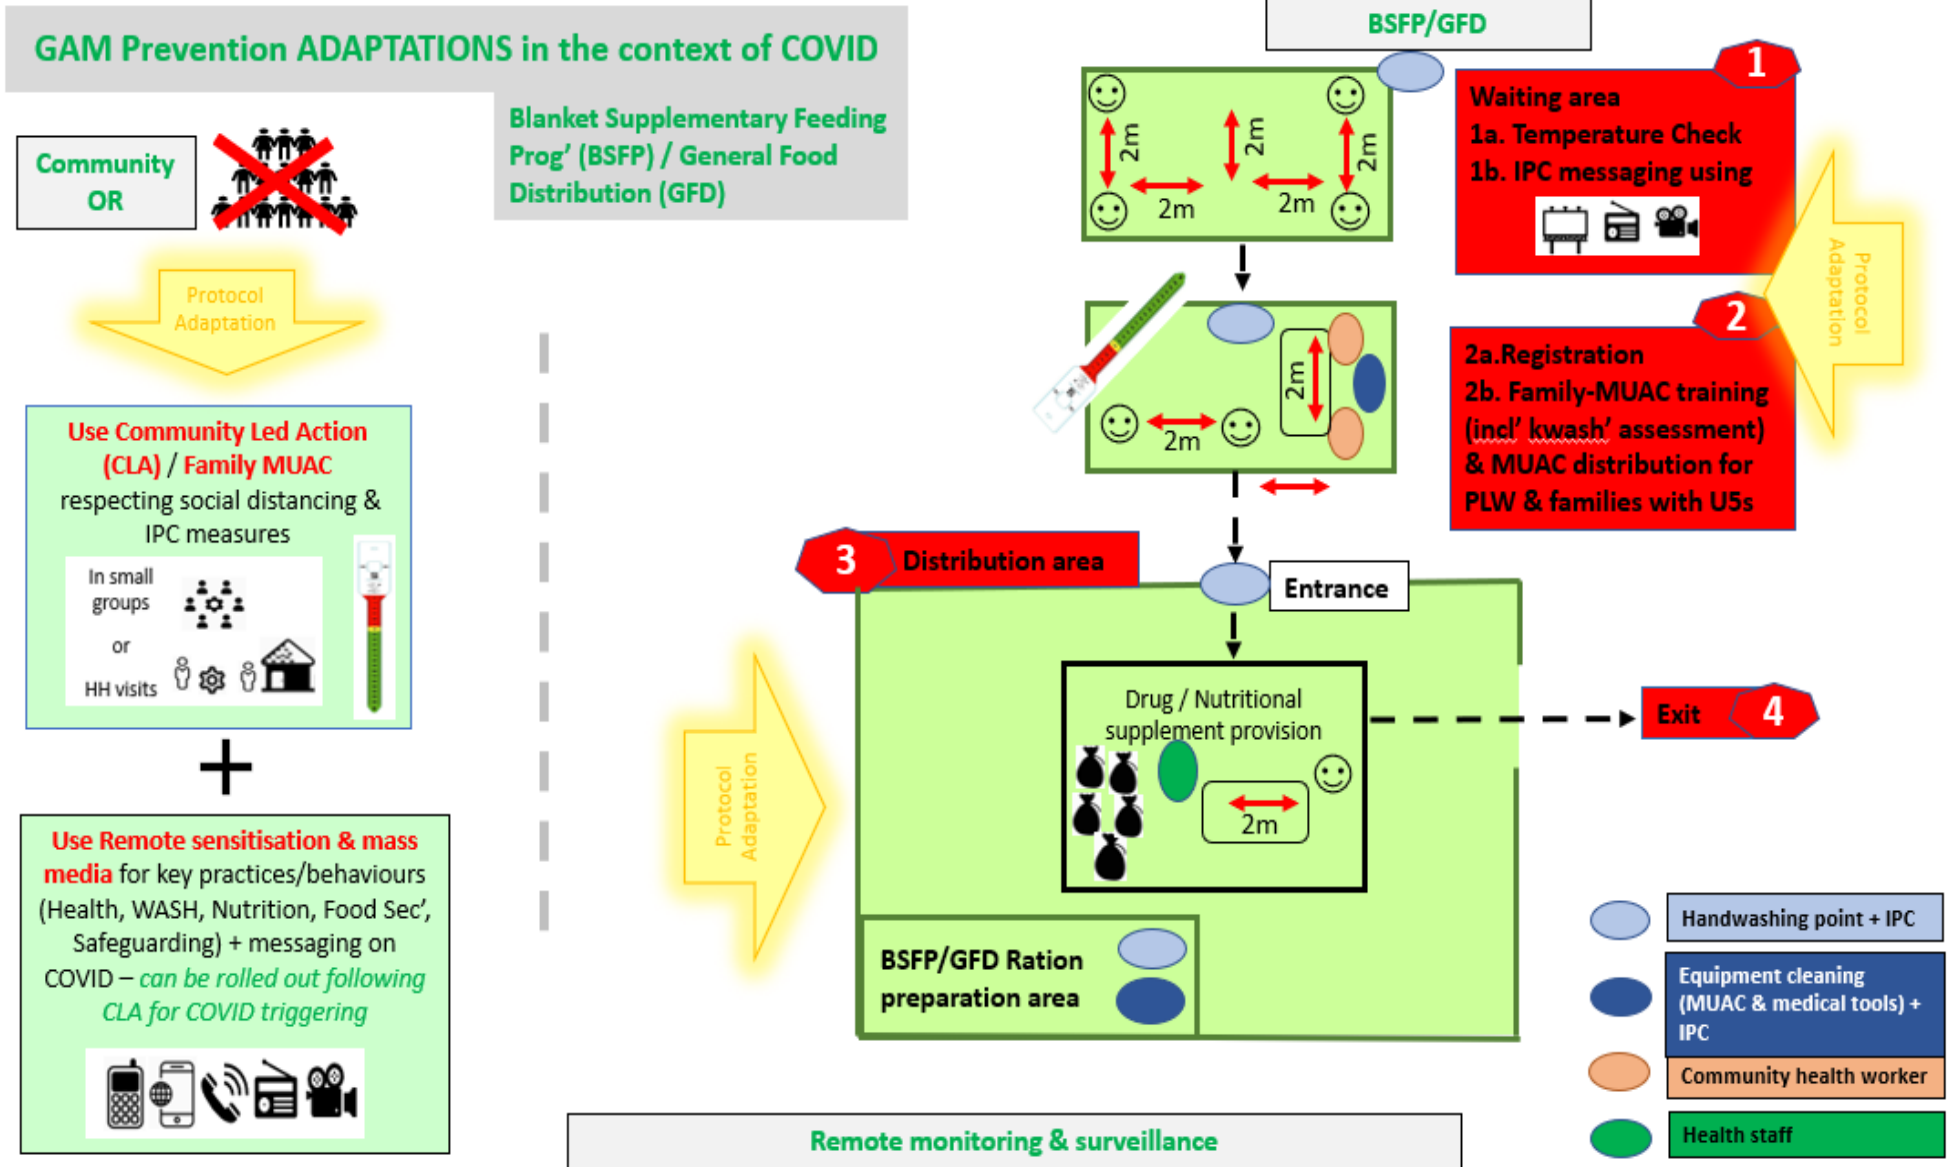 GAM Prevention ADAPTATIONS in the context of COVID
Blanket Supplementary Feeding
Prog' (BSFP) / General Food
Distribution (GFD)
Community
OR
Protocol
Adaptation
Use Community Led Action
(CLA) / Family MUAC
respecting social distancing &
IPC measures
In small
groups
or
HH visits
+
Use Remote sensitisation & mass
media for key practices/behaviours
(Health, WASH, Nutrition, Food Sec',
Safeguarding) + messaging on
COVID – can be rolled out following
CLA for COVID triggering
BSFP/GFD
2m
2m
2m
2m
2m
1
Waiting area
1a. Temperature Check
1b. IPC messaging using
Protocol
Adaptation
2m
2m
2
2a.Registration
2b. Family-MUAC training
(incl' kwash' assessment)
& MUAC distribution for
PLW & families with U5s
3
Distribution area
Entrance
Protocol
Adaptation
Drug / Nutritional
supplement provision
2m
Exit
4
BSFP/GFD Ration
preparation area
Handwashing point + IPC
Equipment cleaning
(MUAC & medical tools) +
IPC
Community health worker
Health staff
Remote monitoring & surveillance